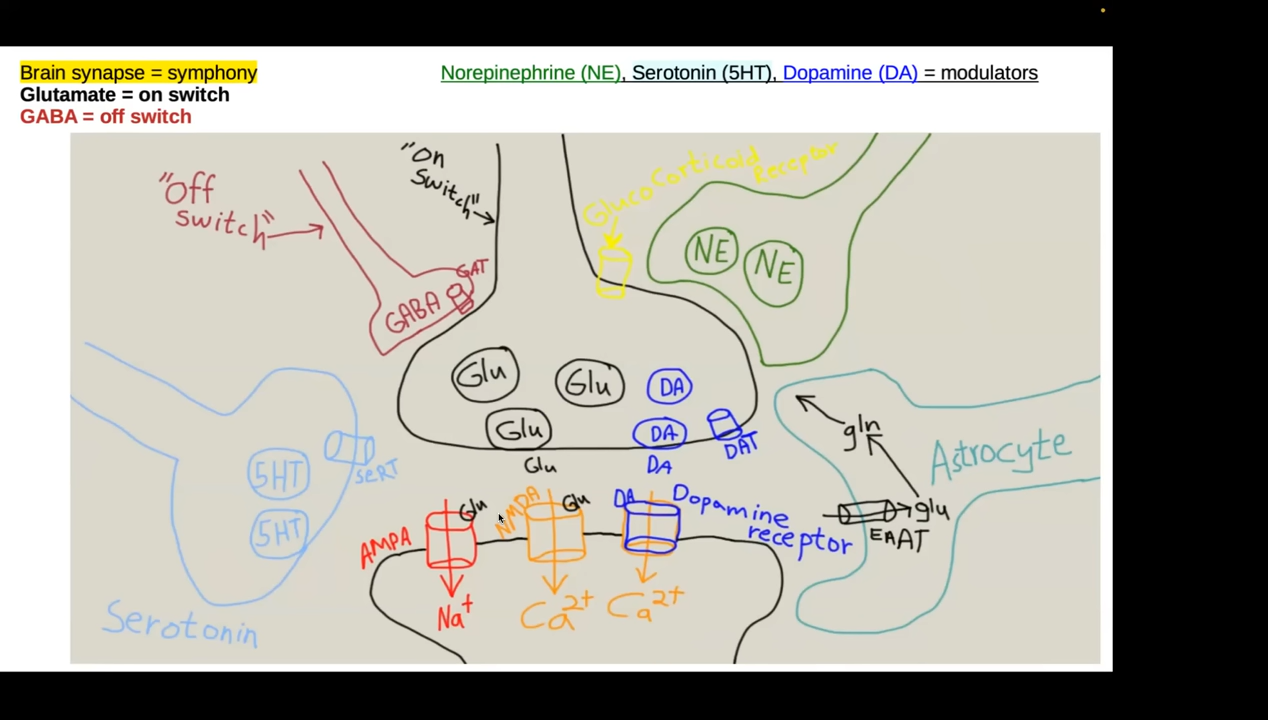 Brain synapse = symphony
Glutamate = on switch
GABA = off switch
Norepinephrine (NE), Serotonin (5HT), Dopamine (DA) = modulators
"Off
switch"
"On
Switch"
Glucocorticoid Receptor
NE
NE
GAT
GABA
Glu
Glu
DA
Glu
DA
DAT
Glu
DA
gln
Astrocyte
glu
EAAT
5HT
5HT
SERT
Serotonin
AMPA
Glu
NMDA
Glu
DA
Dopamine
receptor
Na+
Ca2+
Ca2+